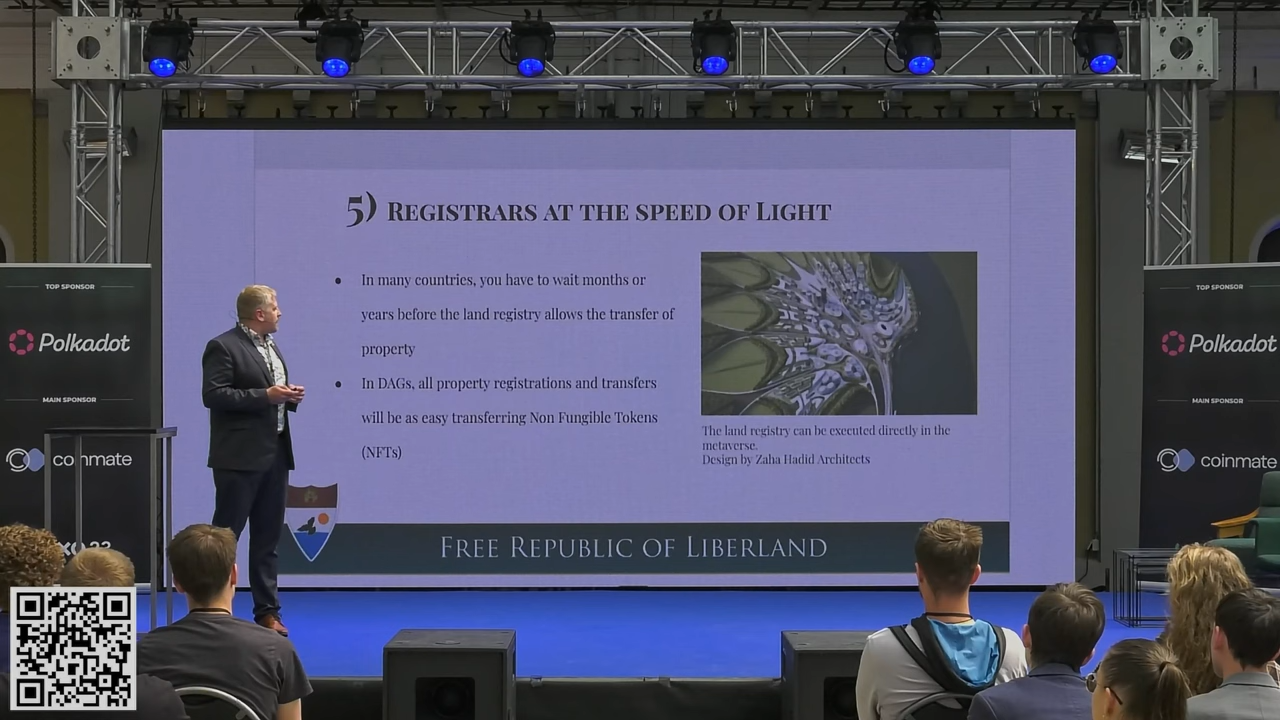 TOP SPONSOR
Polkadot
MAIN SPONSOR
coinmate
5) Registrars at the speed of Light
● In many countries, you have to wait months or
years before the land registry allows the transfer of
property
● In DAGs, all property registrations and transfers
will be as easy transferring Non Fungible Tokens
(NFTs)
The land registry can be executed directly in the
metaverse.
Design by Zaha Hadid Architects
Free Republic of Liberland
TOP SPONSOR
Polkadot
MAIN SPONSOR
coinmate